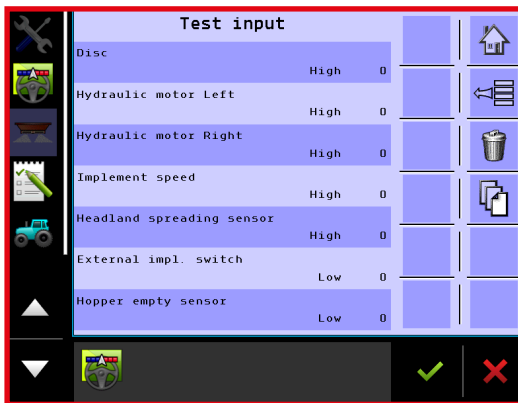 Test input
Disc
High 0
Hydraulic motor Left
High 0
Hydraulic motor Right
High 0
Implement speed
High 0
Headland spreading sensor
High 0
External impl. switch
Low 0
Hopper empty sensor
Low 0